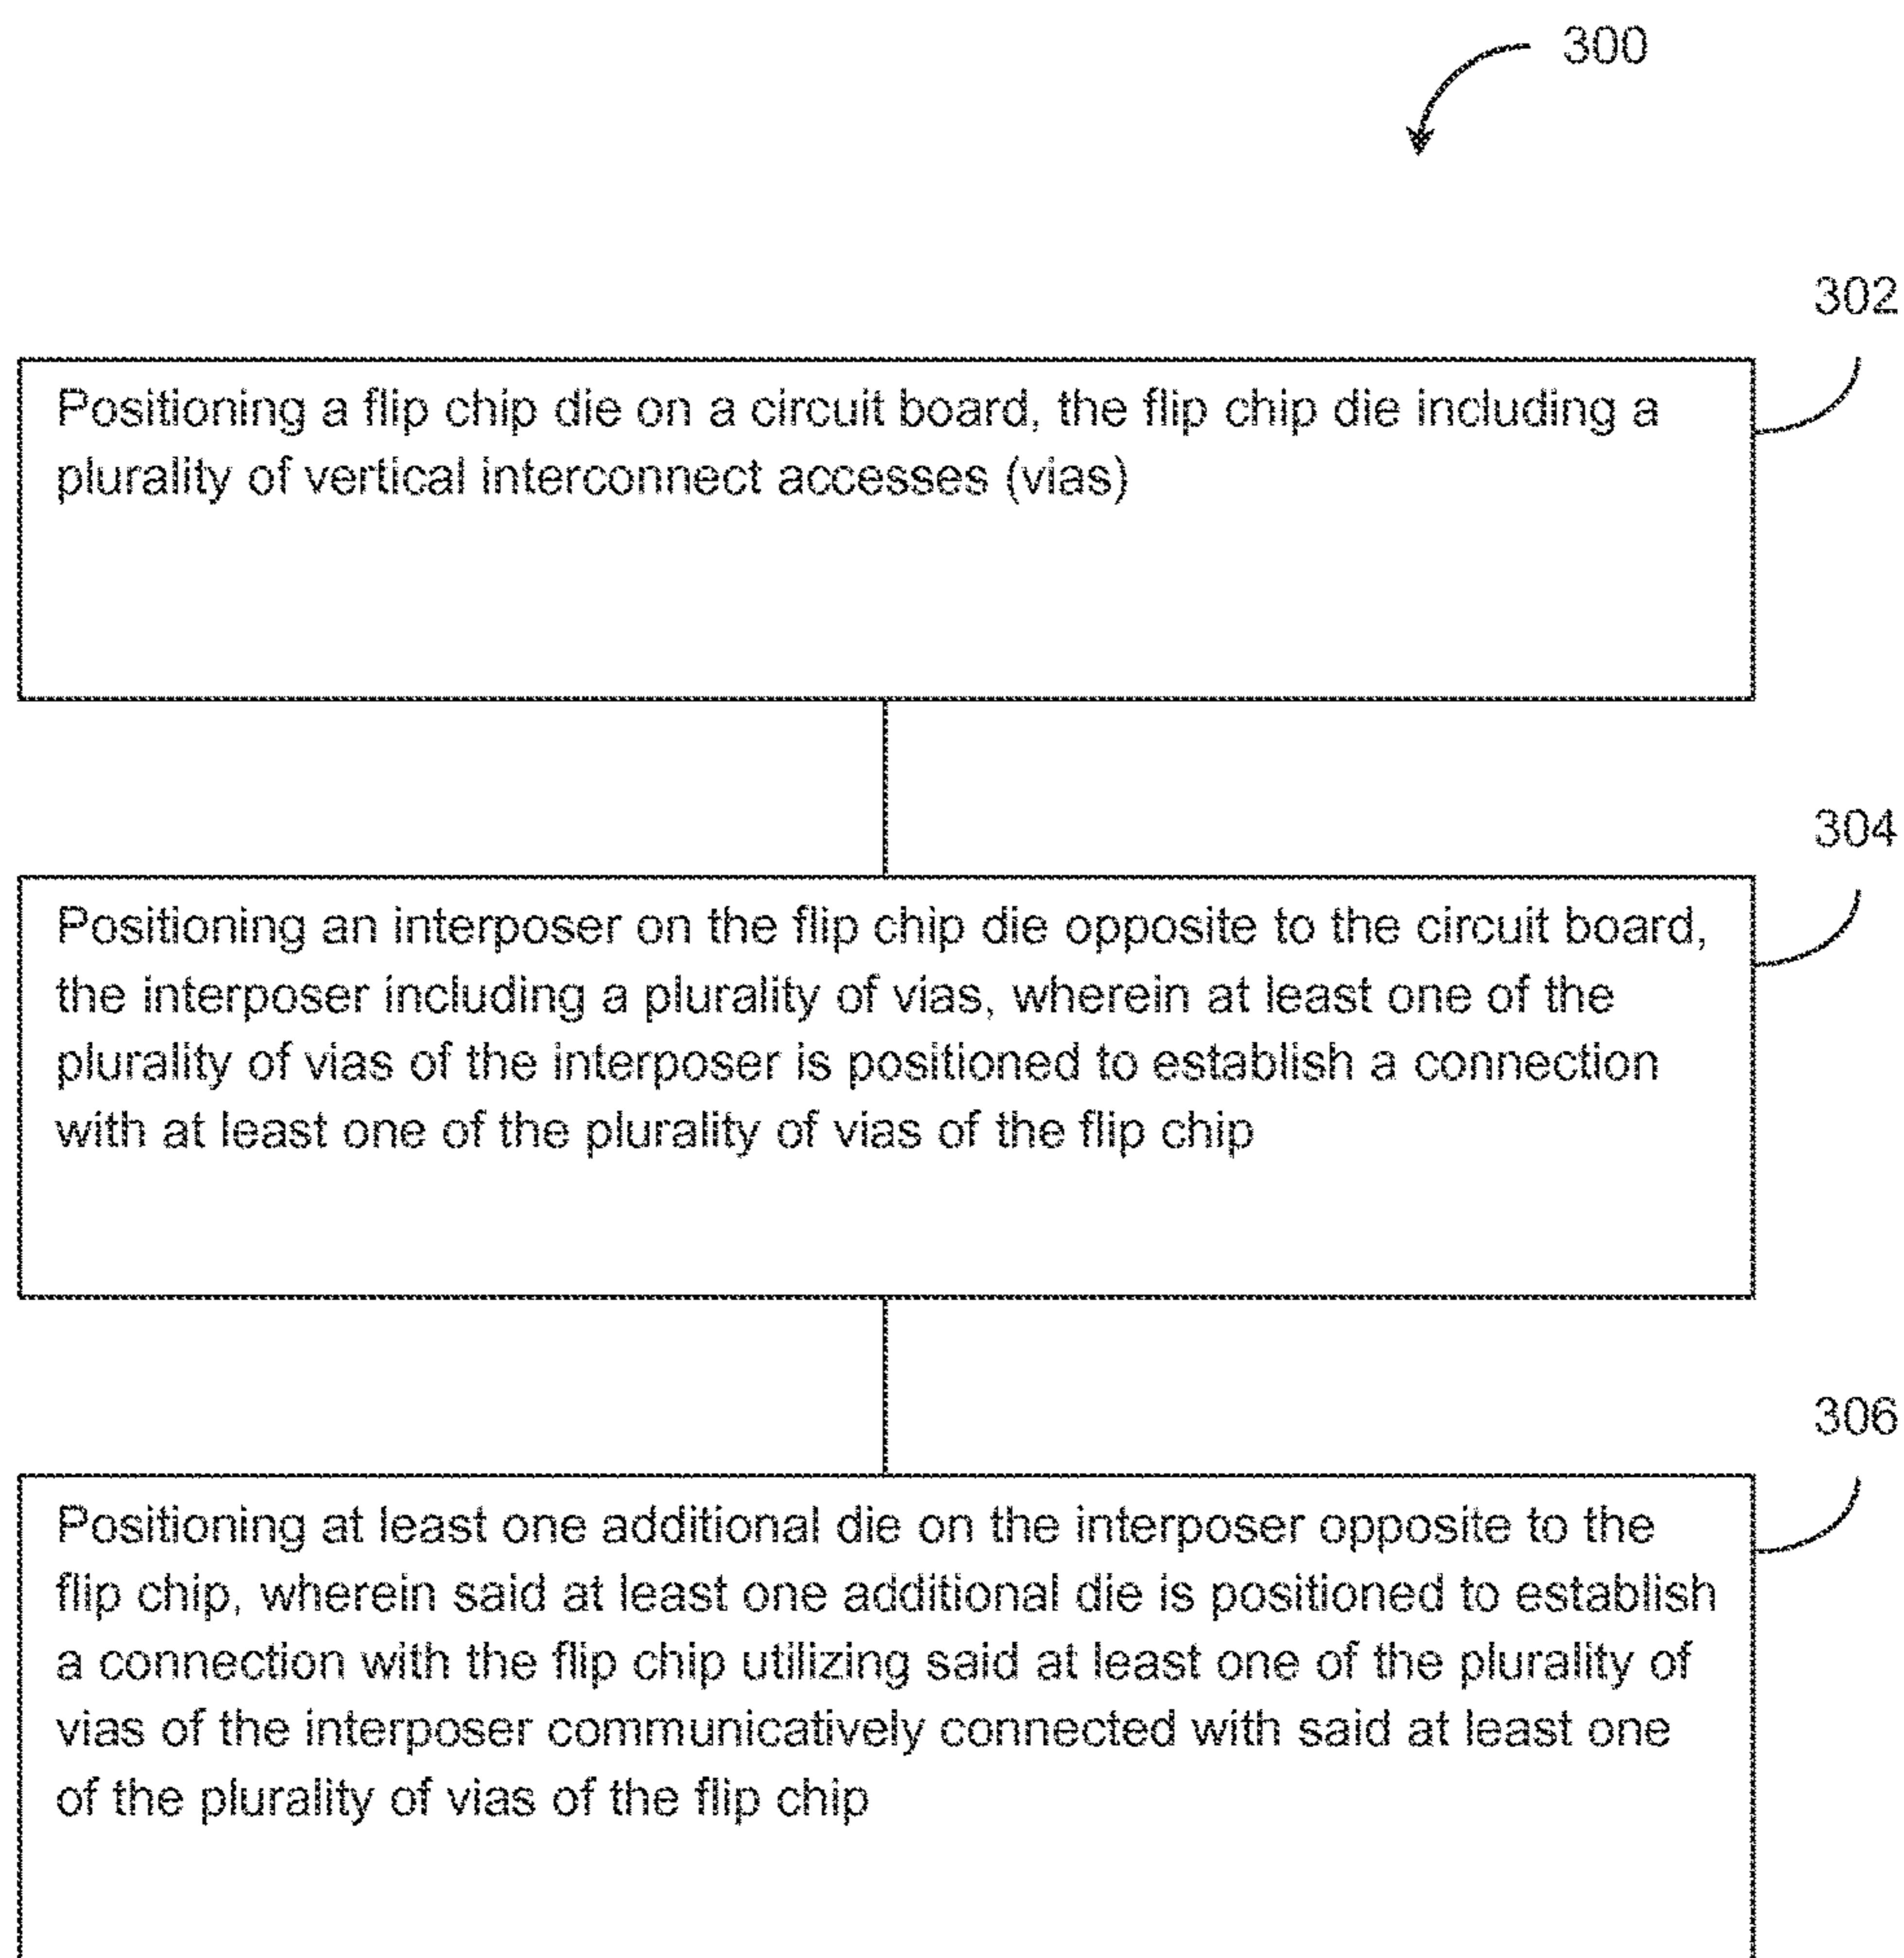 300
302
Positioning a flip chip die on a circuit board, the flip chip die including a
plurality of vertical interconnect accesses (vias)
304
Positioning an interposer on the flip chip die opposite to the circuit board,
the interposer including a plurality of vias, wherein at least one of the
plurality of vias of the interposer is positioned to establish a connection
with at least one of the plurality of vias of the flip chip
306
Positioning at least one additional die on the interposer opposite to the
flip chip, wherein said at least one additional die is positioned to establish
a connection with the flip chip utilizing said at least one of the plurality of
vias of the interposer communicatively connected with said at least one
of the plurality of vias of the flip chip